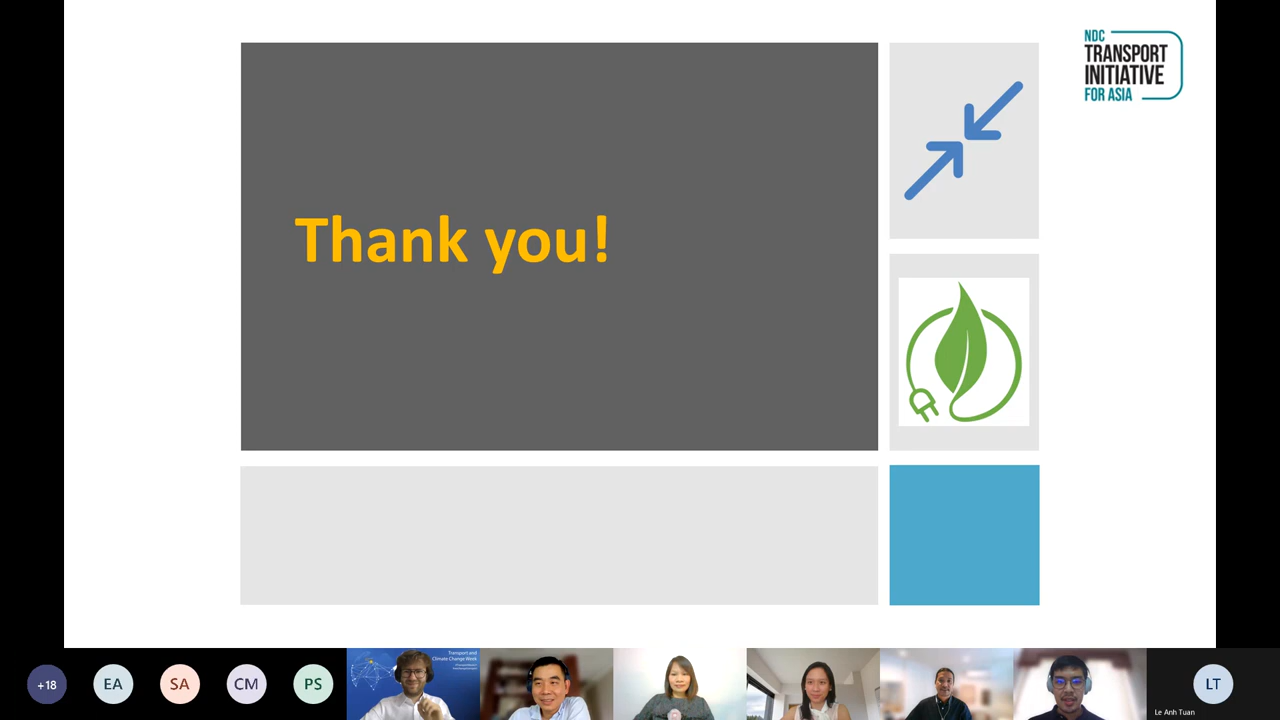 NDC
TRANSPORT
INITIATIVE
FOR ASIA
Thank you!
+18
EA
SA
CM
PS
Transport and
Climate Change Week
LT
Le Anh Tuan